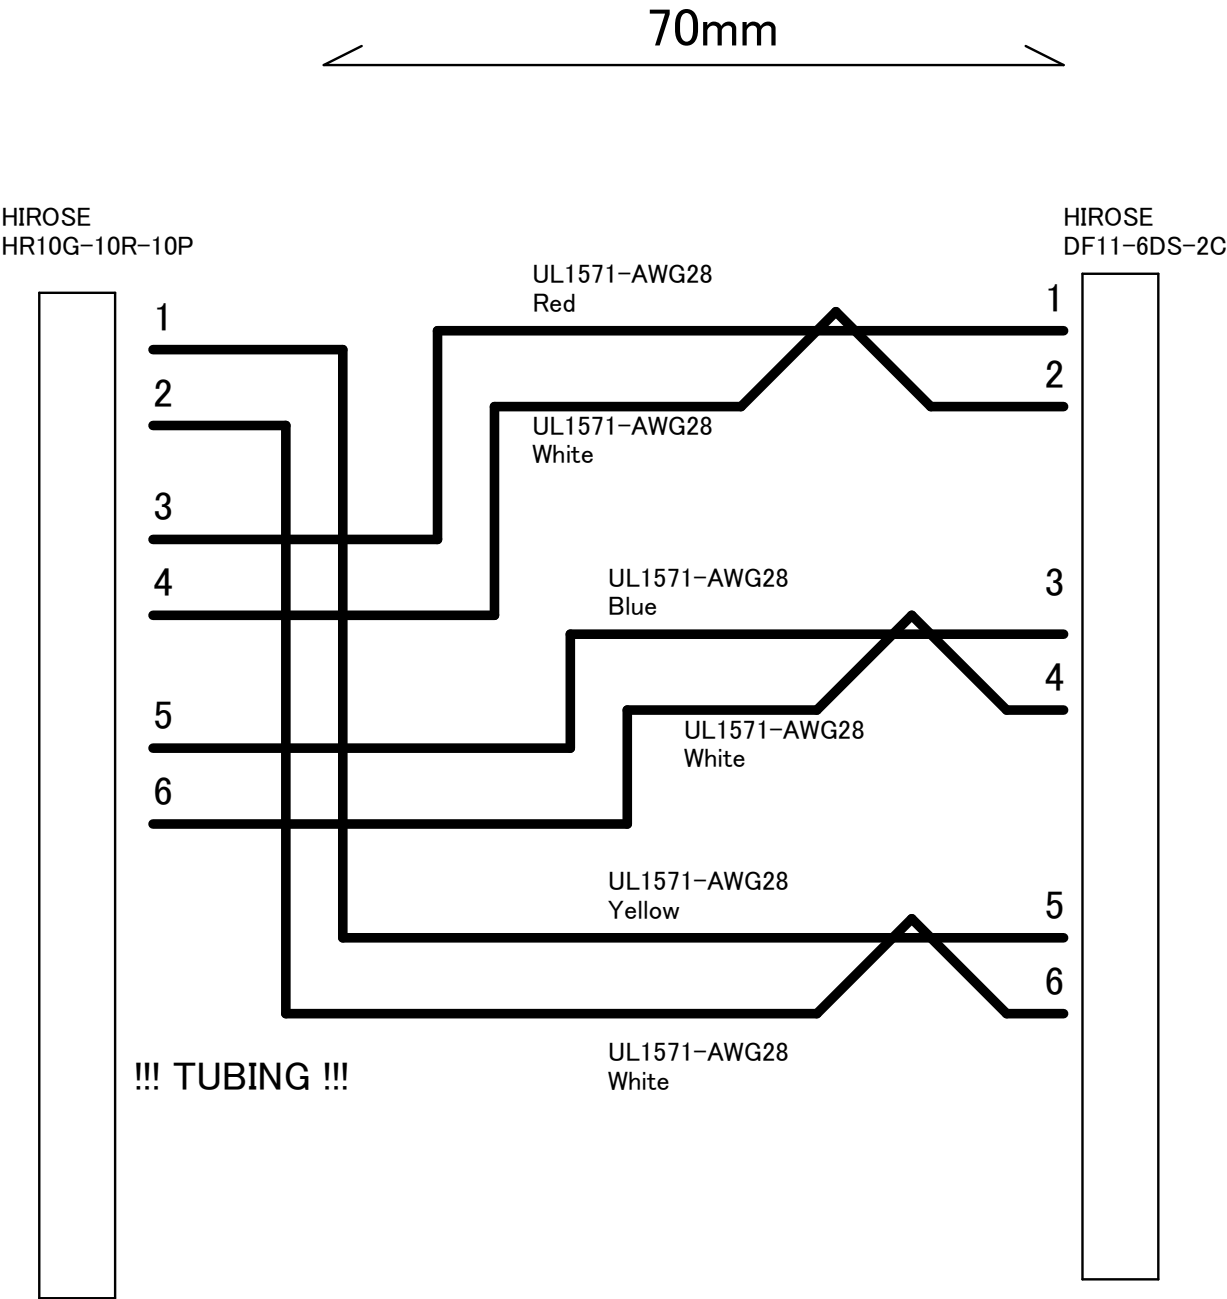 70mm
HIROSE
HR10G-10R-10P
HIROSE
DF11-6DS-2C
UL1571-AWG28
Red
1
1
2
2
UL1571-AWG28
White
3
4
UL1571-AWG28
Blue
3
4
5
UL1571-AWG28
White
6
UL1571-AWG28
Yellow
5
6
UL1571-AWG28
White
!!! TUBING !!!